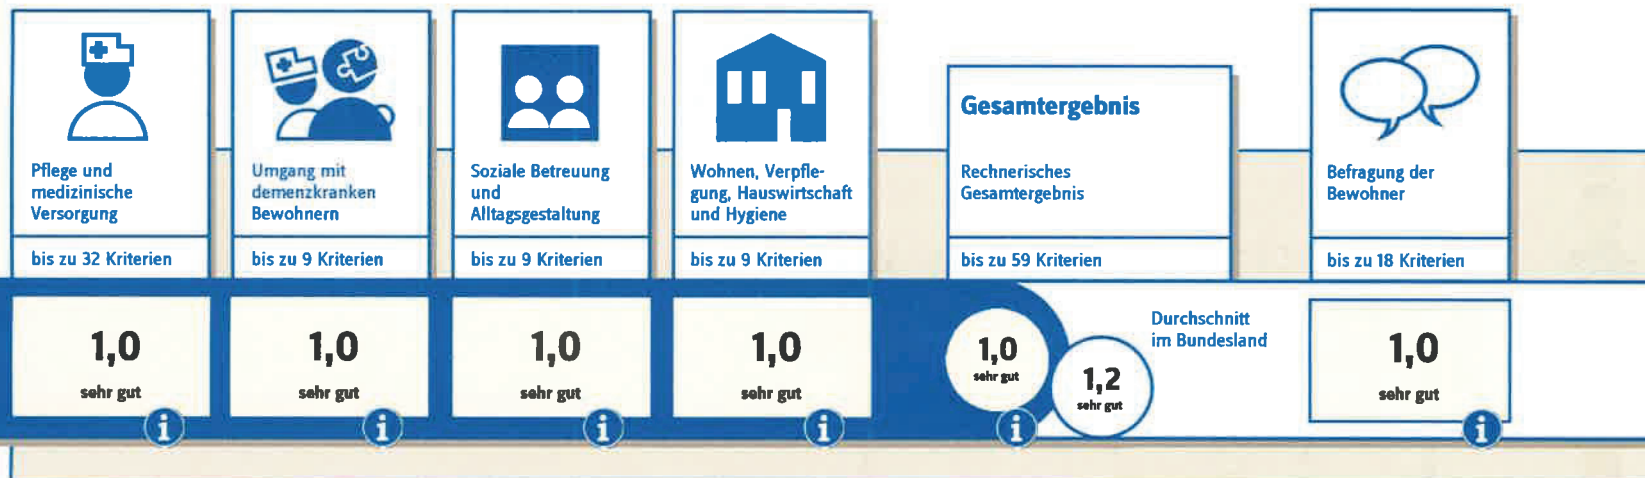 Pflege und
medizinische
Versorgung
bis zu 32 Kriterien
1,0
sehr gut
i
Umgang mit
demenzkranken
Bewohnern
bis zu 9 Kriterien
1,0
sehr gut
i
Soziale Betreuung
und
Alltagsgestaltung
bis zu 9 Kriterien
1,0
sehr gut
i
Wohnen, Verpfle-
gung, Hauswirtschaft
und Hygiene
bis zu 9 Kriterien
1,0
sehr gut
i
Gesamtergebnis
Rechnerisches
Gesamtergebnis
bis zu 59 Kriterien
1,0
sehr gut
i
Durchschnitt
im Bundesland
1,2
sehr gut
Befragung der
Bewohner
bis zu 18 Kriterien
1,0
sehr gut
i